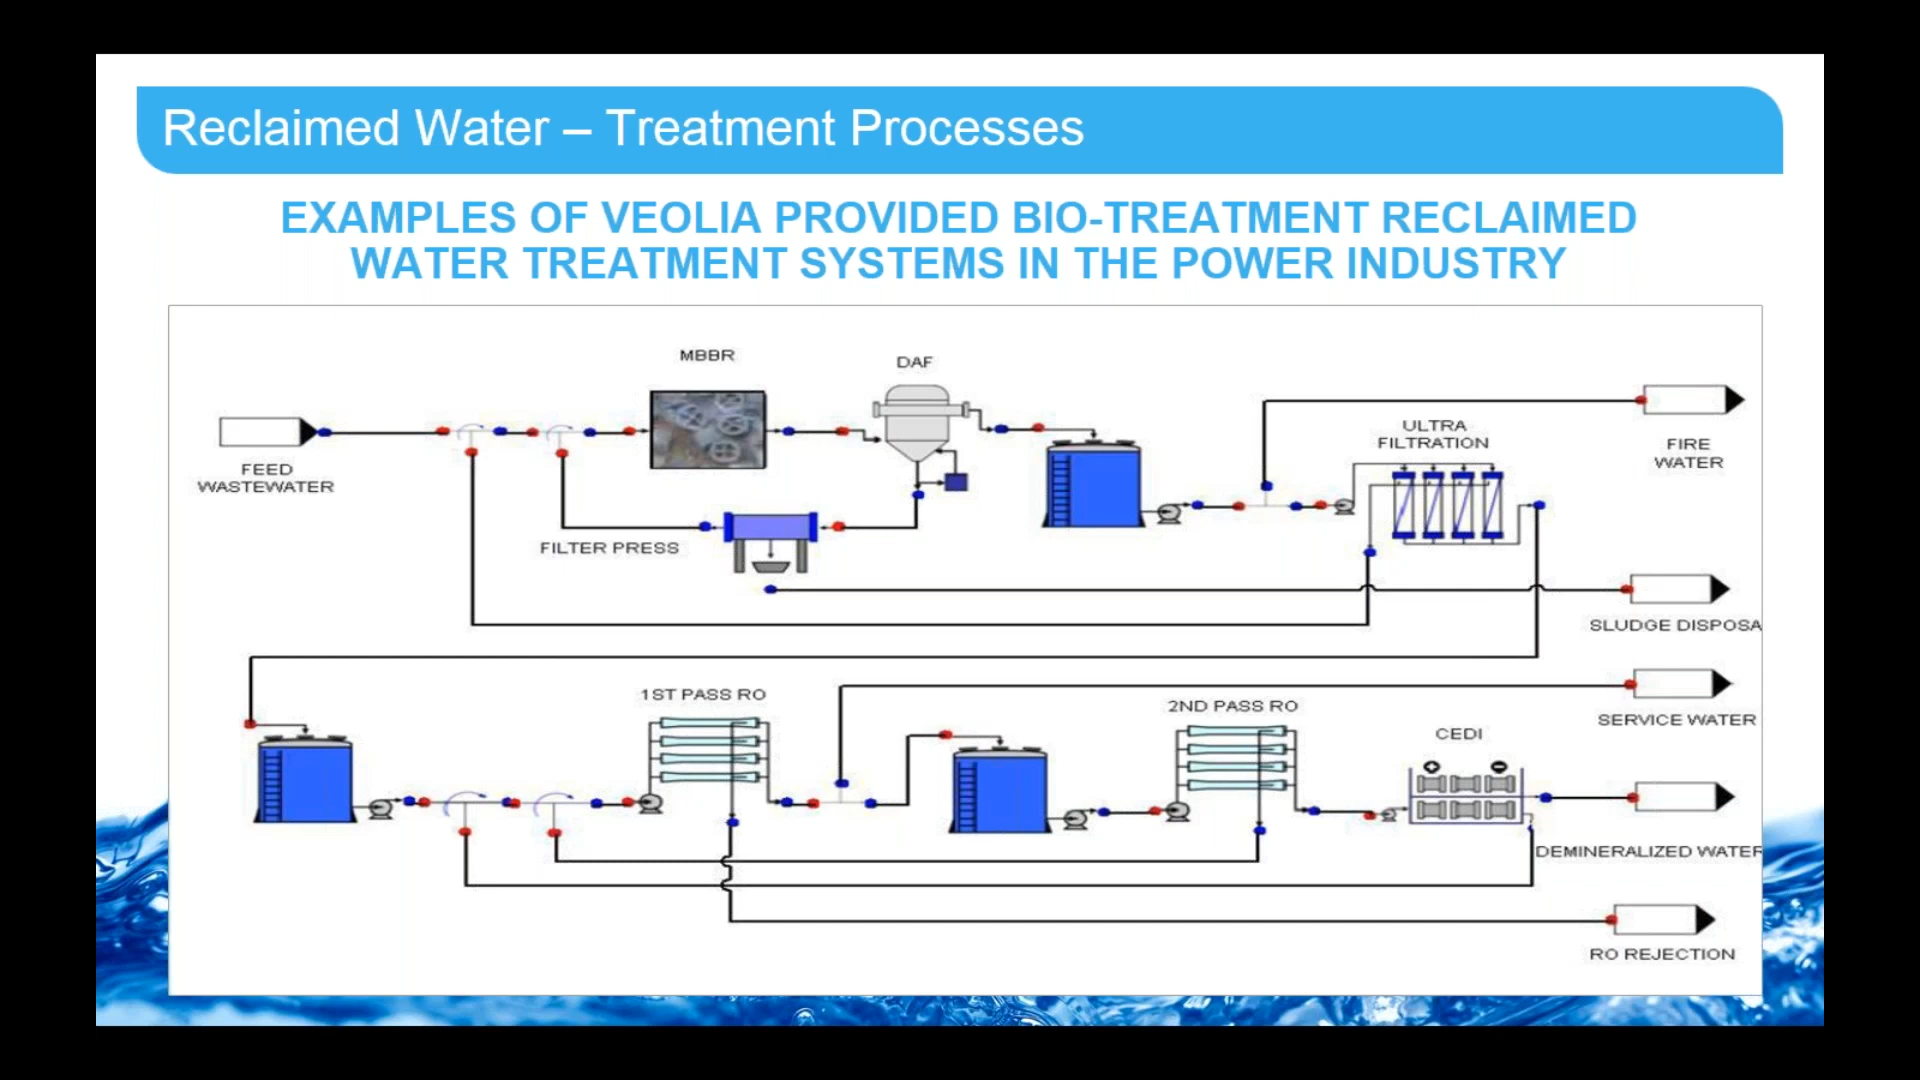 Reclaimed Water – Treatment Processes
EXAMPLES OF VEOLIA PROVIDED BIO-TREATMENT RECLAIMED
WATER TREATMENT SYSTEMS IN THE POWER INDUSTRY
MBBR
DAF
ULTRA
FILTRATION
FIRE
WATER
FEED
WASTEWATER
FILTER PRESS
SLUDGE DISPOSA
1ST PASS RO
2ND PASS RO
SERVICE WATER
CEDI
DEMINERALIZED WATER
RO REJECTION